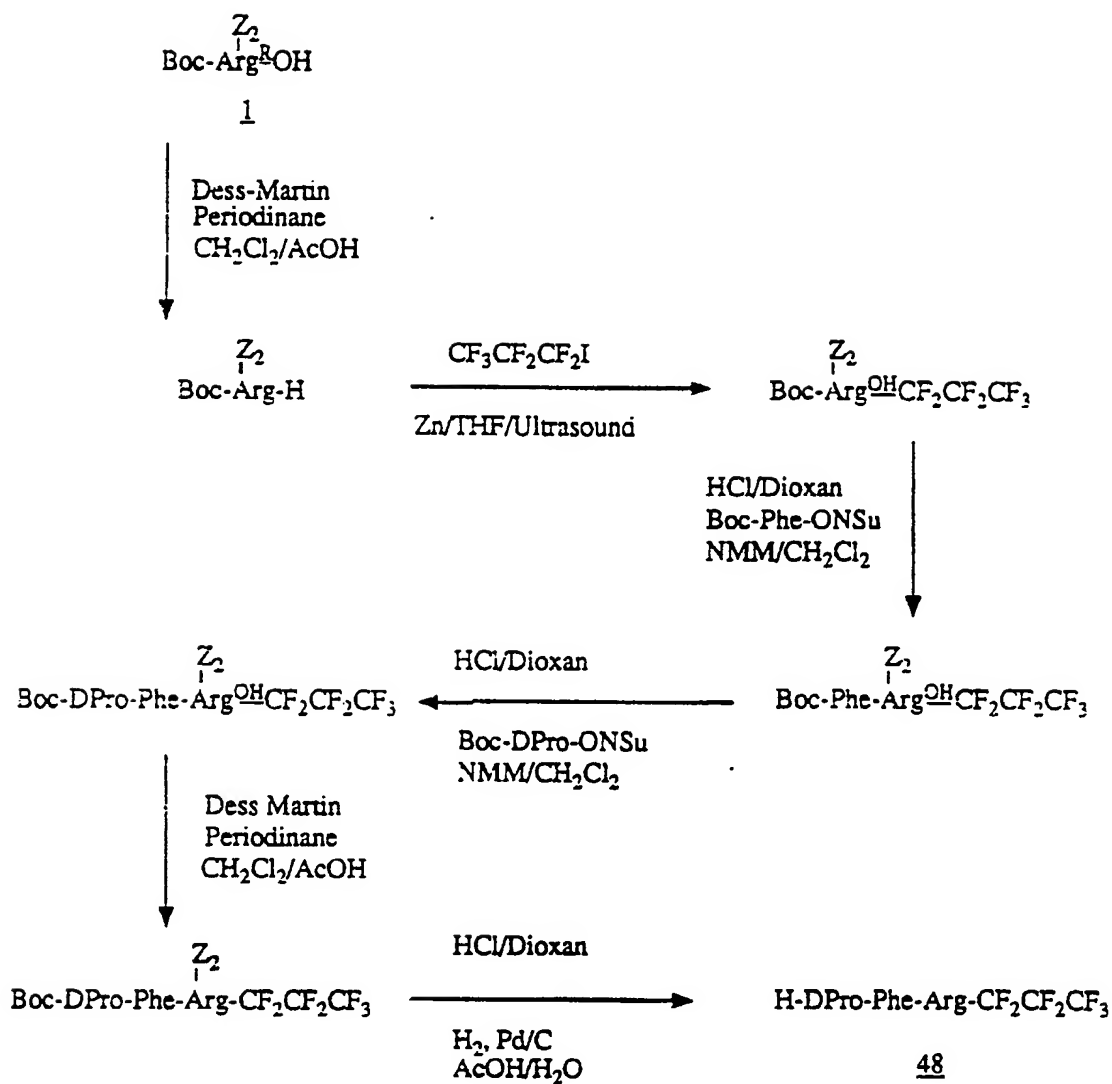 Z₂
Boc-Arg^R-OH
1
Dess-Martin
Periodinane
CH₂Cl₂/AcOH
Z₂
Boc-Arg-H
CF₃CF₂CF₂I
Zn/THF/Ultrasound
Z₂
Boc-Arg^OH-CF₂CF₂CF₃
HCl/Dioxan
Boc-Phe-ONSu
NMM/CH₂Cl₂
Z₂
Boc-DPro-Phe-Arg^OH-CF₂CF₂CF₃
HCl/Dioxan
Boc-DPro-ONSu
NMM/CH₂Cl₂
Z₂
Boc-Phe-Arg^OH-CF₂CF₂CF₃
Dess Martin
Periodinane
CH₂Cl₂/AcOH
Z₂
Boc-DPro-Phe-Arg-CF₂CF₂CF₃
HCl/Dioxan
H₂, Pd/C
AcOH/H₂O
H-DPro-Phe-Arg-CF₂CF₂CF₃
48